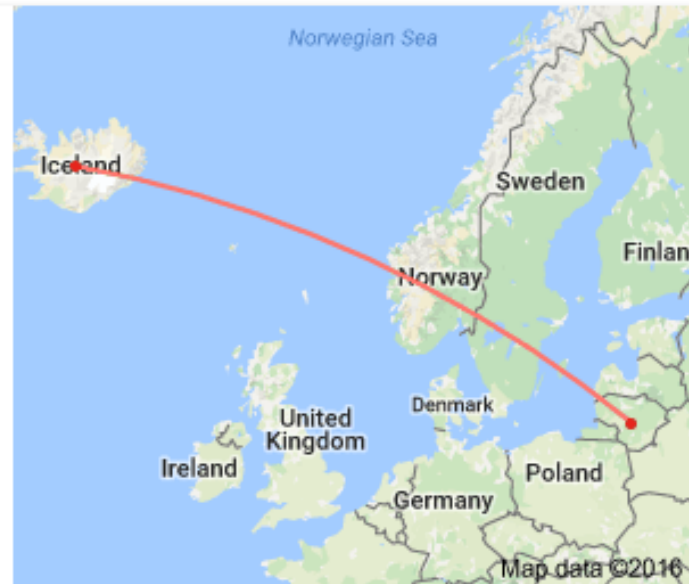 Norwegian Sea
Iceland
Sweden
Finlan
Norway
Denmark
United
Kingdom
Ireland
Poland
Germany
Map data ©2016